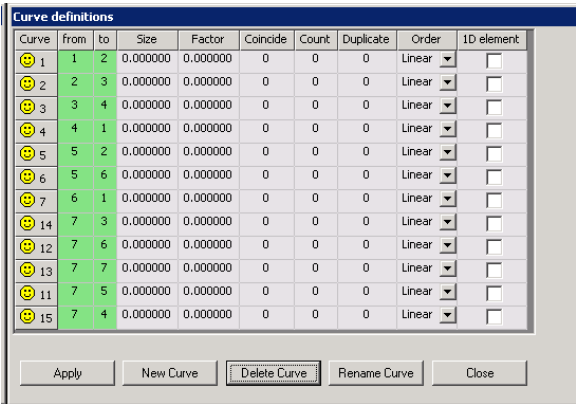 Curve definitions
Curve from to Size Factor Coincide Count Duplicate Order 1D element
1 1 2 0.000000 0.000000 0 0 0 Linear
2 2 3 0.000000 0.000000 0 0 0 Linear
3 3 4 0.000000 0.000000 0 0 0 Linear
4 4 1 0.000000 0.000000 0 0 0 Linear
5 5 2 0.000000 0.000000 0 0 0 Linear
6 5 6 0.000000 0.000000 0 0 0 Linear
7 6 1 0.000000 0.000000 0 0 0 Linear
14 7 3 0.000000 0.000000 0 0 0 Linear
12 7 6 0.000000 0.000000 0 0 0 Linear
13 7 7 0.000000 0.000000 0 0 0 Linear
11 7 5 0.000000 0.000000 0 0 0 Linear
15 7 4 0.000000 0.000000 0 0 0 Linear
Apply New Curve Delete Curve Rename Curve Close